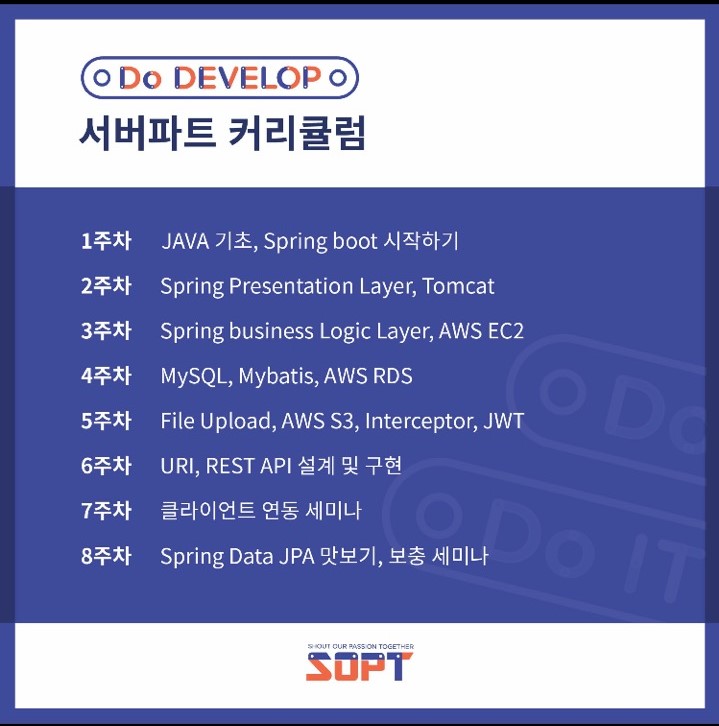 Do DEVELOP
서버파트 커리큘럼
1주차 JAVA 기초, Spring boot 시작하기
2주차 Spring Presentation Layer, Tomcat
3주차 Spring business Logic Layer, AWS EC2
4주차 MySQL, Mybatis, AWS RDS
5주차 File Upload, AWS S3, Interceptor, JWT
6주차 URI, REST API 설계 및 구현
7주차 클라이언트 연동 세미나
8주차 Spring Data JPA 맛보기, 보충 세미나
Do
Do IT
SHOUT OUR PASSION TOGETHER
SOPT